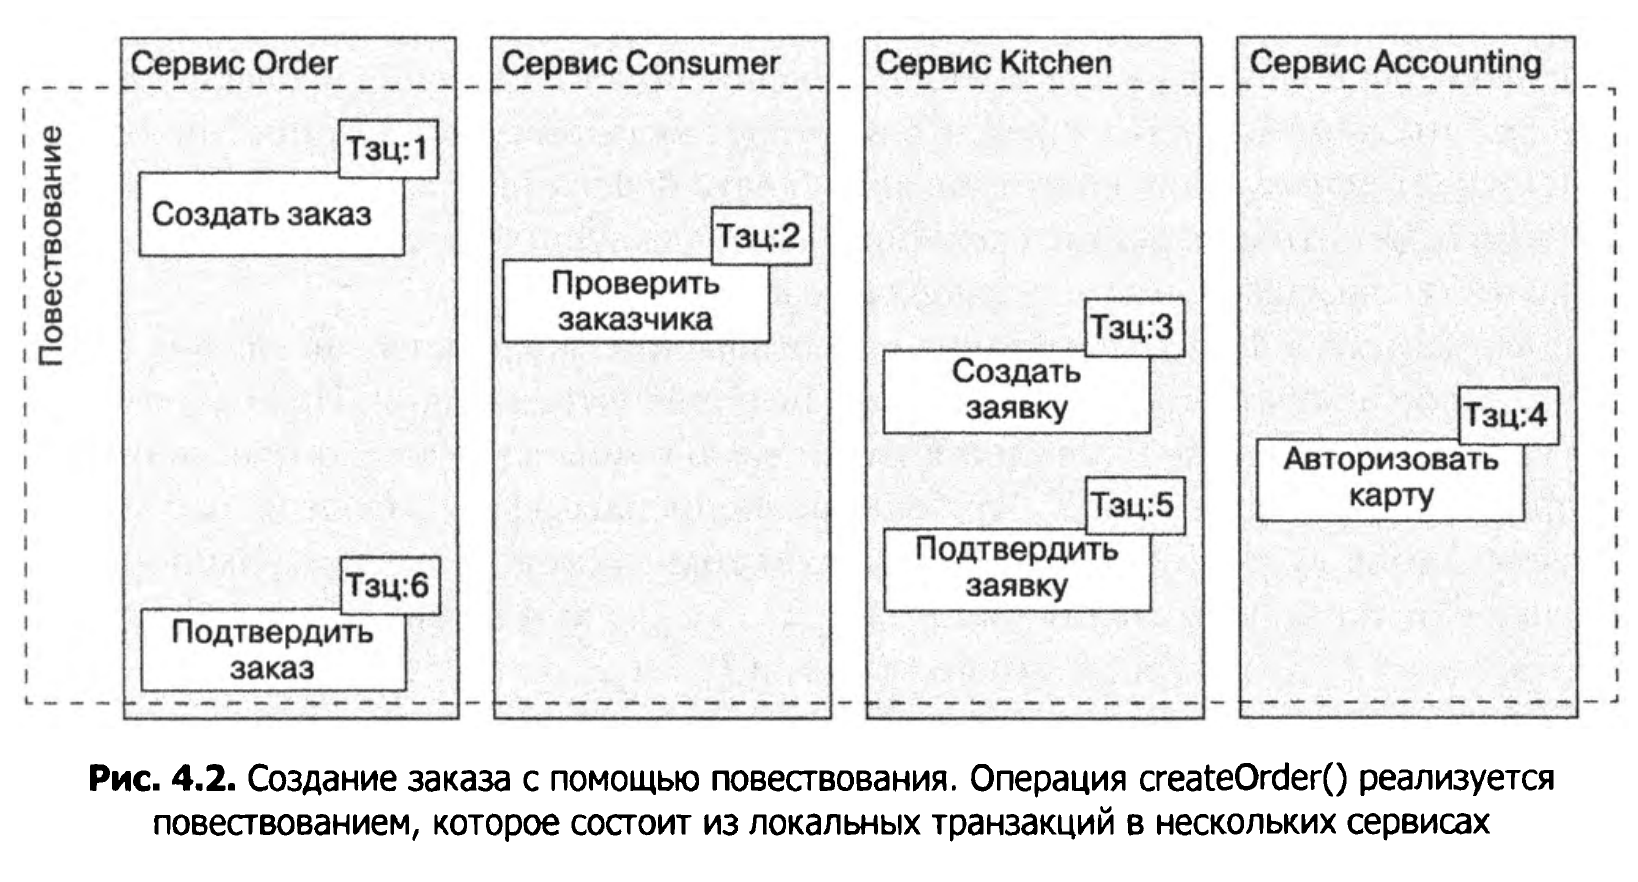 Сервис Order
Сервис Consumer
Сервис Kitchen
Сервис Accounting
Повествование
Тзц:1
Создать заказ
Тзц:2
Проверить
заказчика
Тзц:3
Создать
заявку
Тзц:4
Авторизовать
карту
Тзц:5
Подтвердить
заявку
Тзц:6
Подтвердить
заказ
Рис. 4.2. Создание заказа с помощью повествования. Операция createOrder() реализуется
повествованием, которое состоит из локальных транзакций в нескольких сервисах